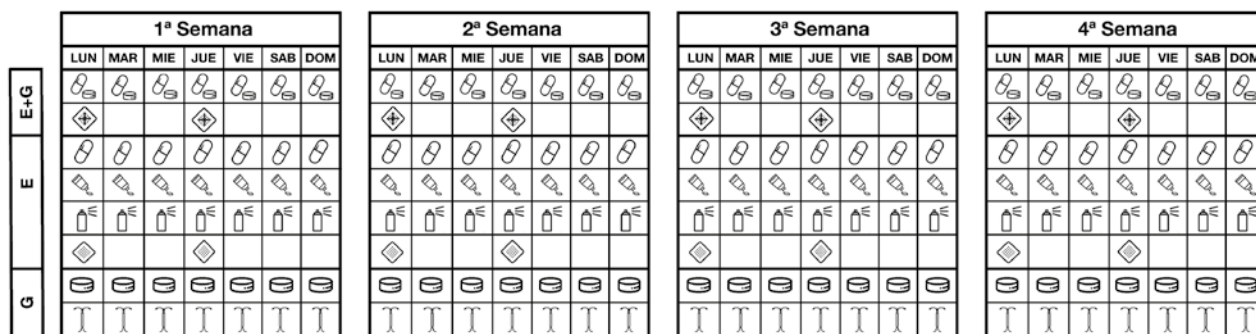 1ª Semana 2ª Semana 3ª Semana 4ª Semana
LUN MAR MIE JUE VIE SAB DOM LUN MAR MIE JUE VIE SAB DOM LUN MAR MIE JUE VIE SAB DOM LUN MAR MIE JUE VIE SAB DOM
E+G
E
G